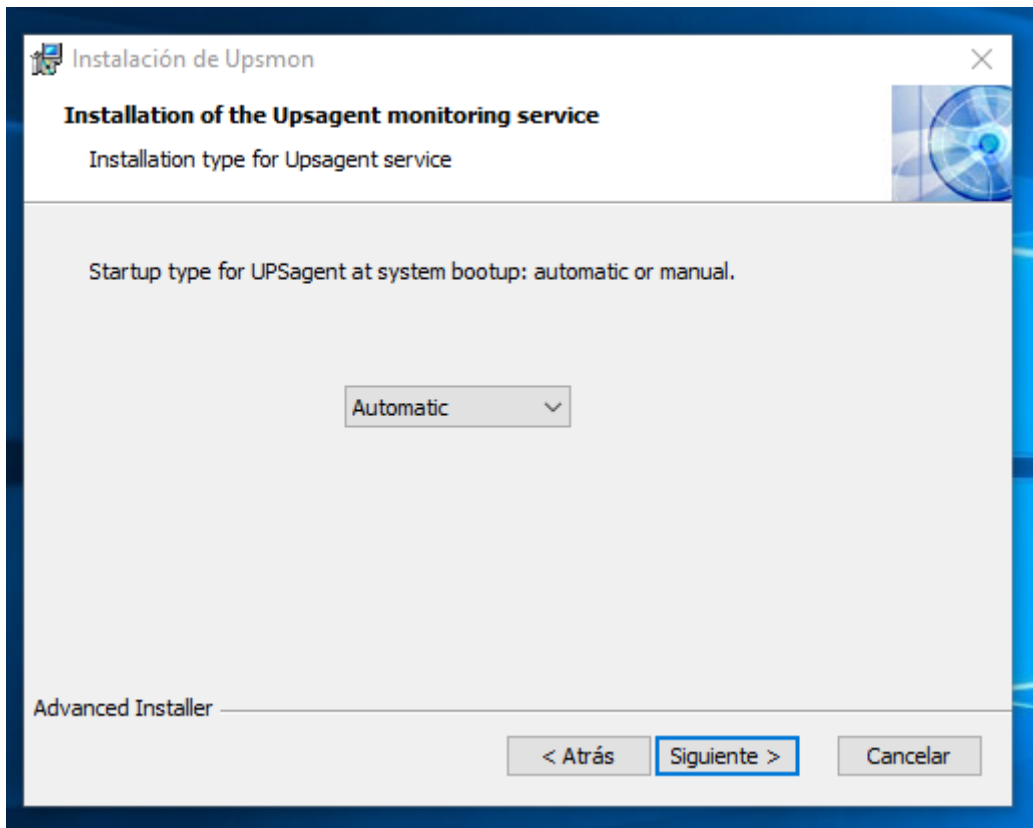 Instalación de Upsmon
Installation of the Upsagent monitoring service
Installation type for Upsagent service
Startup type for UPSagent at system bootup: automatic or manual.
Automatic
Advanced Installer
< Atrás
Siguiente >
Cancelar